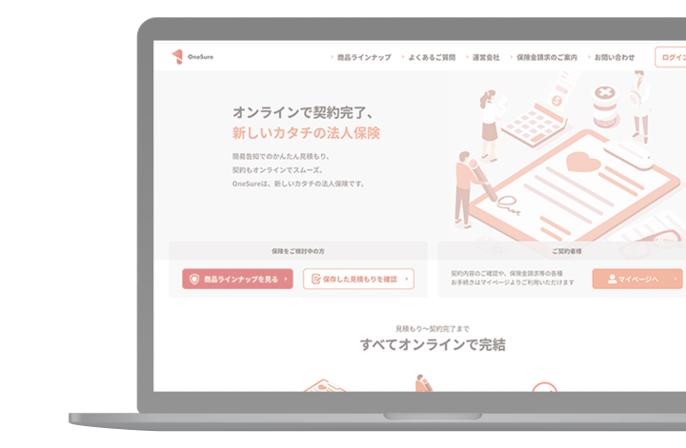 OneSure
商品ラインナップ
よくあるご質問
運営会社
保険金請求のご案内
お問い合わせ
ログイン
オンラインで契約完了、
新しいカタチの法人保険
簡易告知でのかんたん見積もり、
契約もオンラインでスムーズ。
OneSureは、新しいカタチの法人保険です。
保険をご検討中の方
商品ラインナップを見る
保存した見積もりを確認
ご契約者様
契約内容のご確認や、保険金請求等の各種
お手続きはマイページよりご利用いただけます
マイページへ
見積もり〜契約完了まで
すべてオンラインで完結